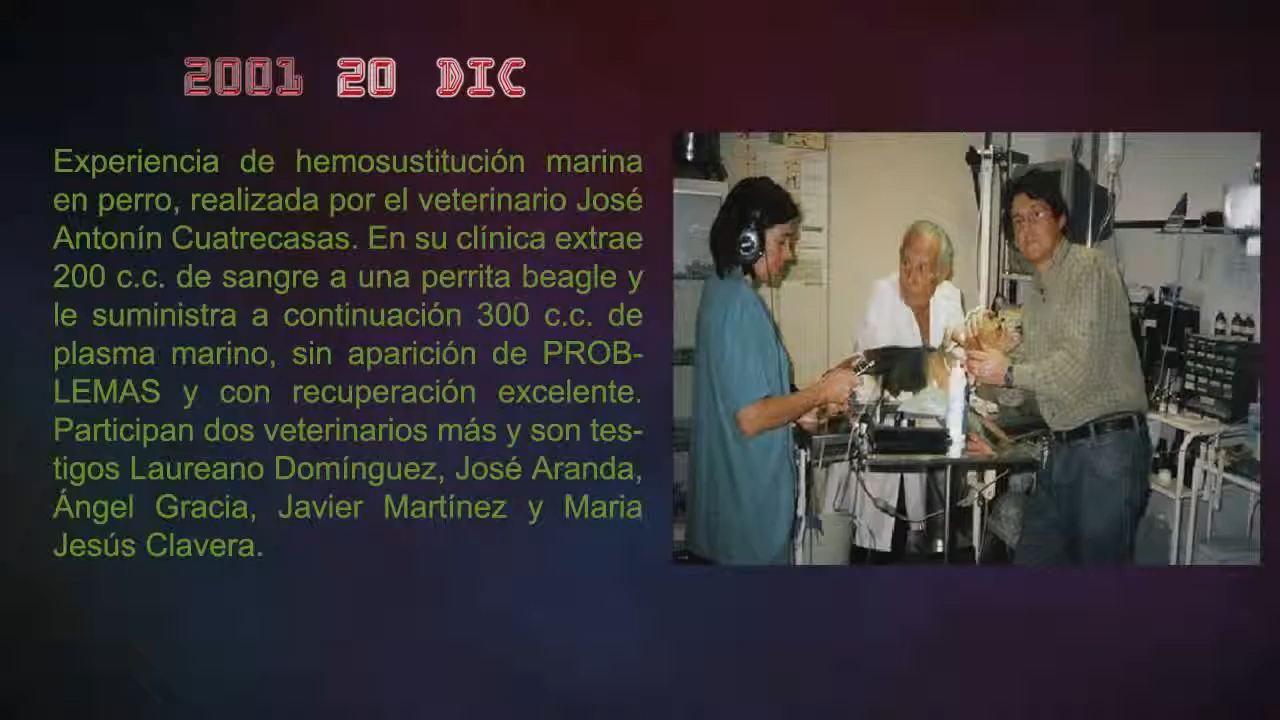 2001 20 DIC
Experiencia de hemosustitución marina
en perro, realizada por el veterinario José
Antonín Cuatrecasas. En su clínica extrae
200 c.c. de sangre a una perrita beagle y
le suministra a continuación 300 c.c. de
plasma marino, sin aparición de PROB-
LEMAS y con recuperación excelente.
Participan dos veterinarios más y son tes-
tigos Laureano Domínguez, José Aranda,
Ángel Gracia, Javier Martínez y Maria
Jesús Clavera.